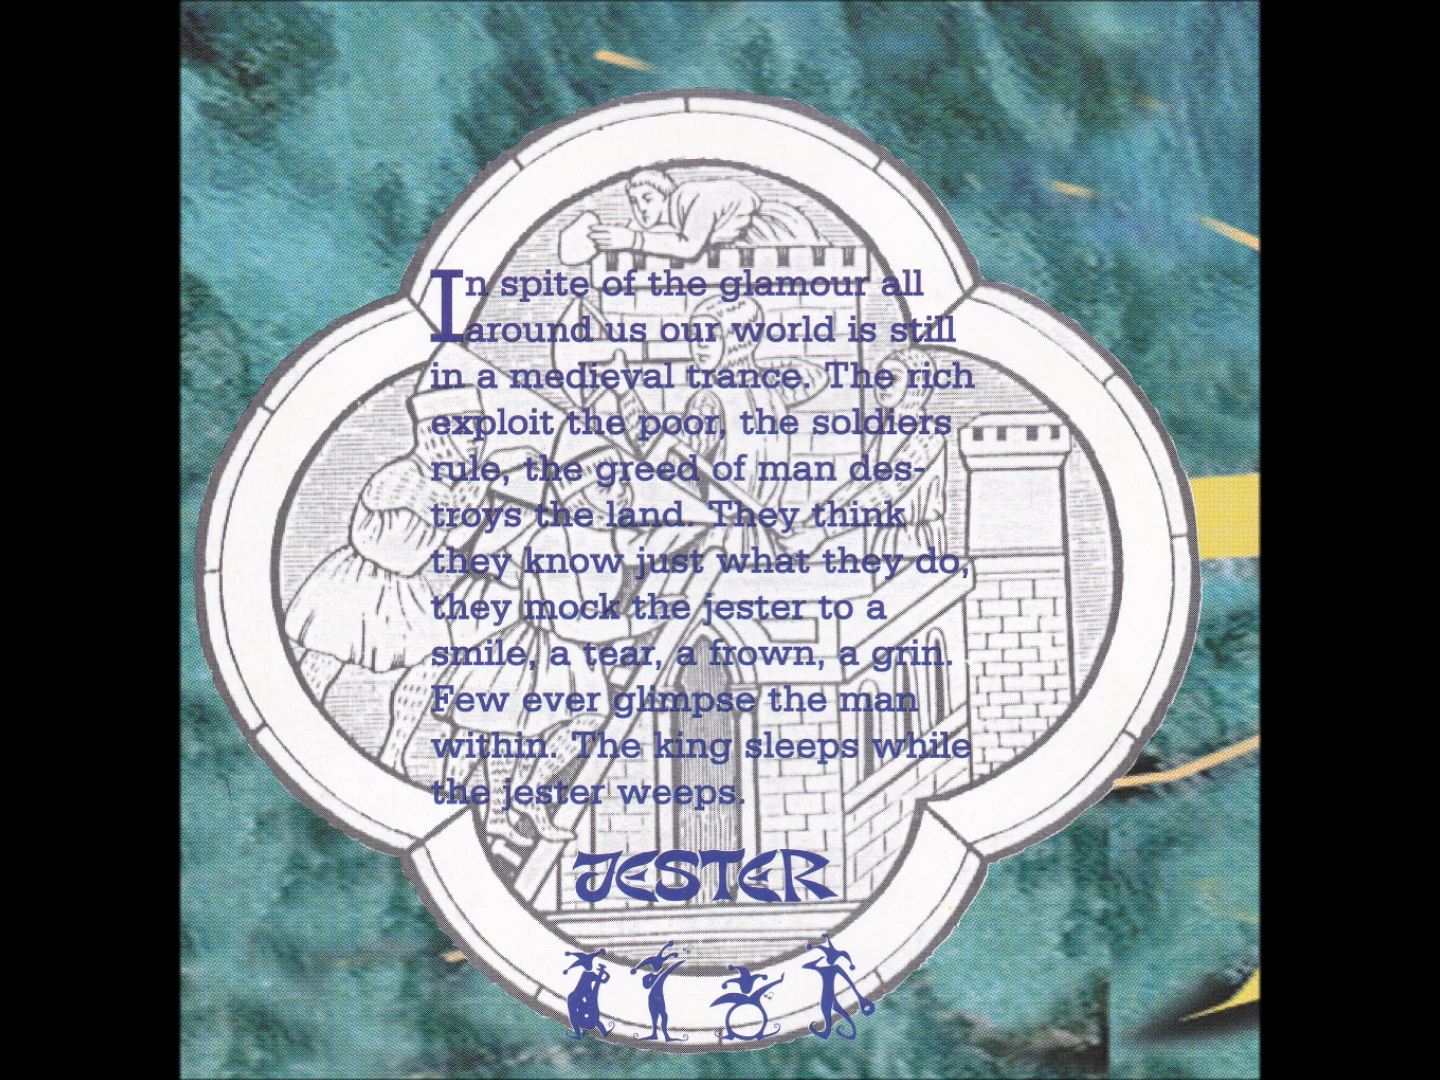 In spite of the glamour all
around us our world is still
in a medieval trance. The rich
exploit the poor, the soldiers
rule, the greed of man des-
troys the land. They think
they know just what they do,
they mock the jester to a
smile, a tear, a frown, a grin.
Few ever glimpse the man
within. The king sleeps while
the jester weeps.
JESTER